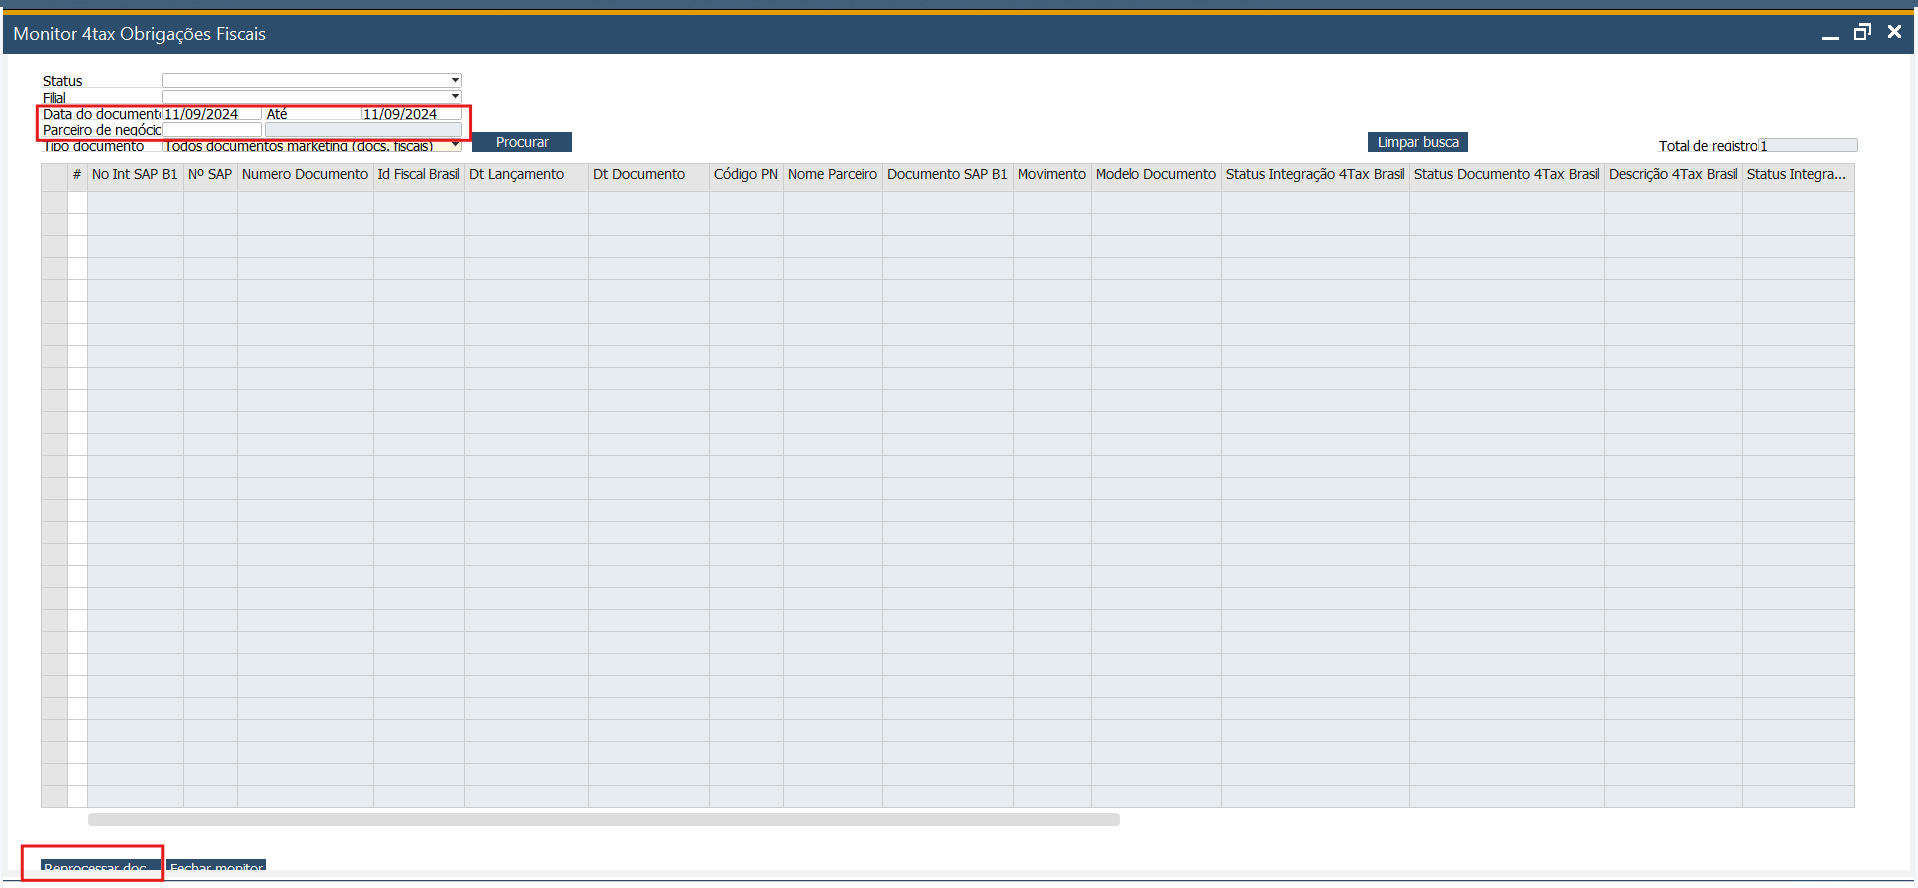 Monitor 4tax Obrigações Fiscais
Status
Filial
Data do documento 11/09/2024 Até 11/09/2024
Parceiro de negócio
Tipo documento Todos documentos marketing (docs. fiscais) Procurar Limpar busca Total de registro 1
# No Int SAP B1 Nº SAP Numero Documento Id Fiscal Brasil Dt Lançamento Dt Documento Código PN Nome Parceiro Documento SAP B1 Movimento Modelo Documento Status Integração 4Tax Brasil Status Documento 4Tax Brasil Descrição 4Tax Brasil Status Integra...
Reprocessar doc. Fechar monitor